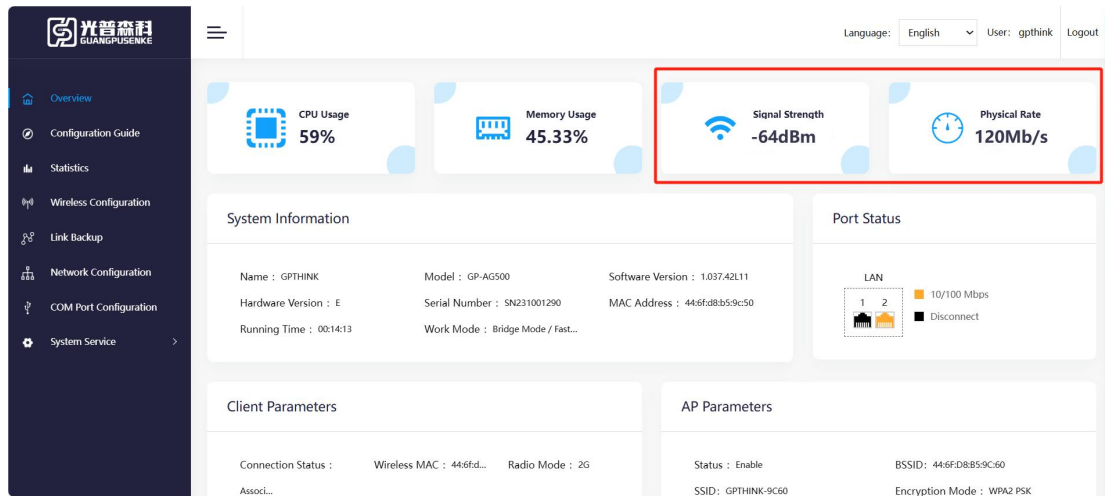 光普森科
GUANGPUSENKE
Language: English User: gpthink Logout
Overview
Configuration Guide
Statistics
Wireless Configuration
Link Backup
Network Configuration
COM Port Configuration
System Service
CPU Usage
59%
Memory Usage
45.33%
Signal Strength
-64dBm
Physical Rate
120Mb/s
System Information
Name : GPTHINK Model : GP-AG500 Software Version : 1.037.42L11
Hardware Version : E Serial Number : SN231001290 MAC Address : 44:6f:d8:b5:9c:50
Running Time : 00:14:13 Work Mode : Bridge Mode / Fast...
Port Status
LAN
1 2
10/100 Mbps
Disconnect
Client Parameters
Connection Status : Wireless MAC : 44:6f:d... Radio Mode : 2G
Associ...
AP Parameters
Status : Enable BSSID: 44:6F:D8:B5:9C:60
SSID: GPTHINK-9C60 Encryption Mode : WPA2 PSK